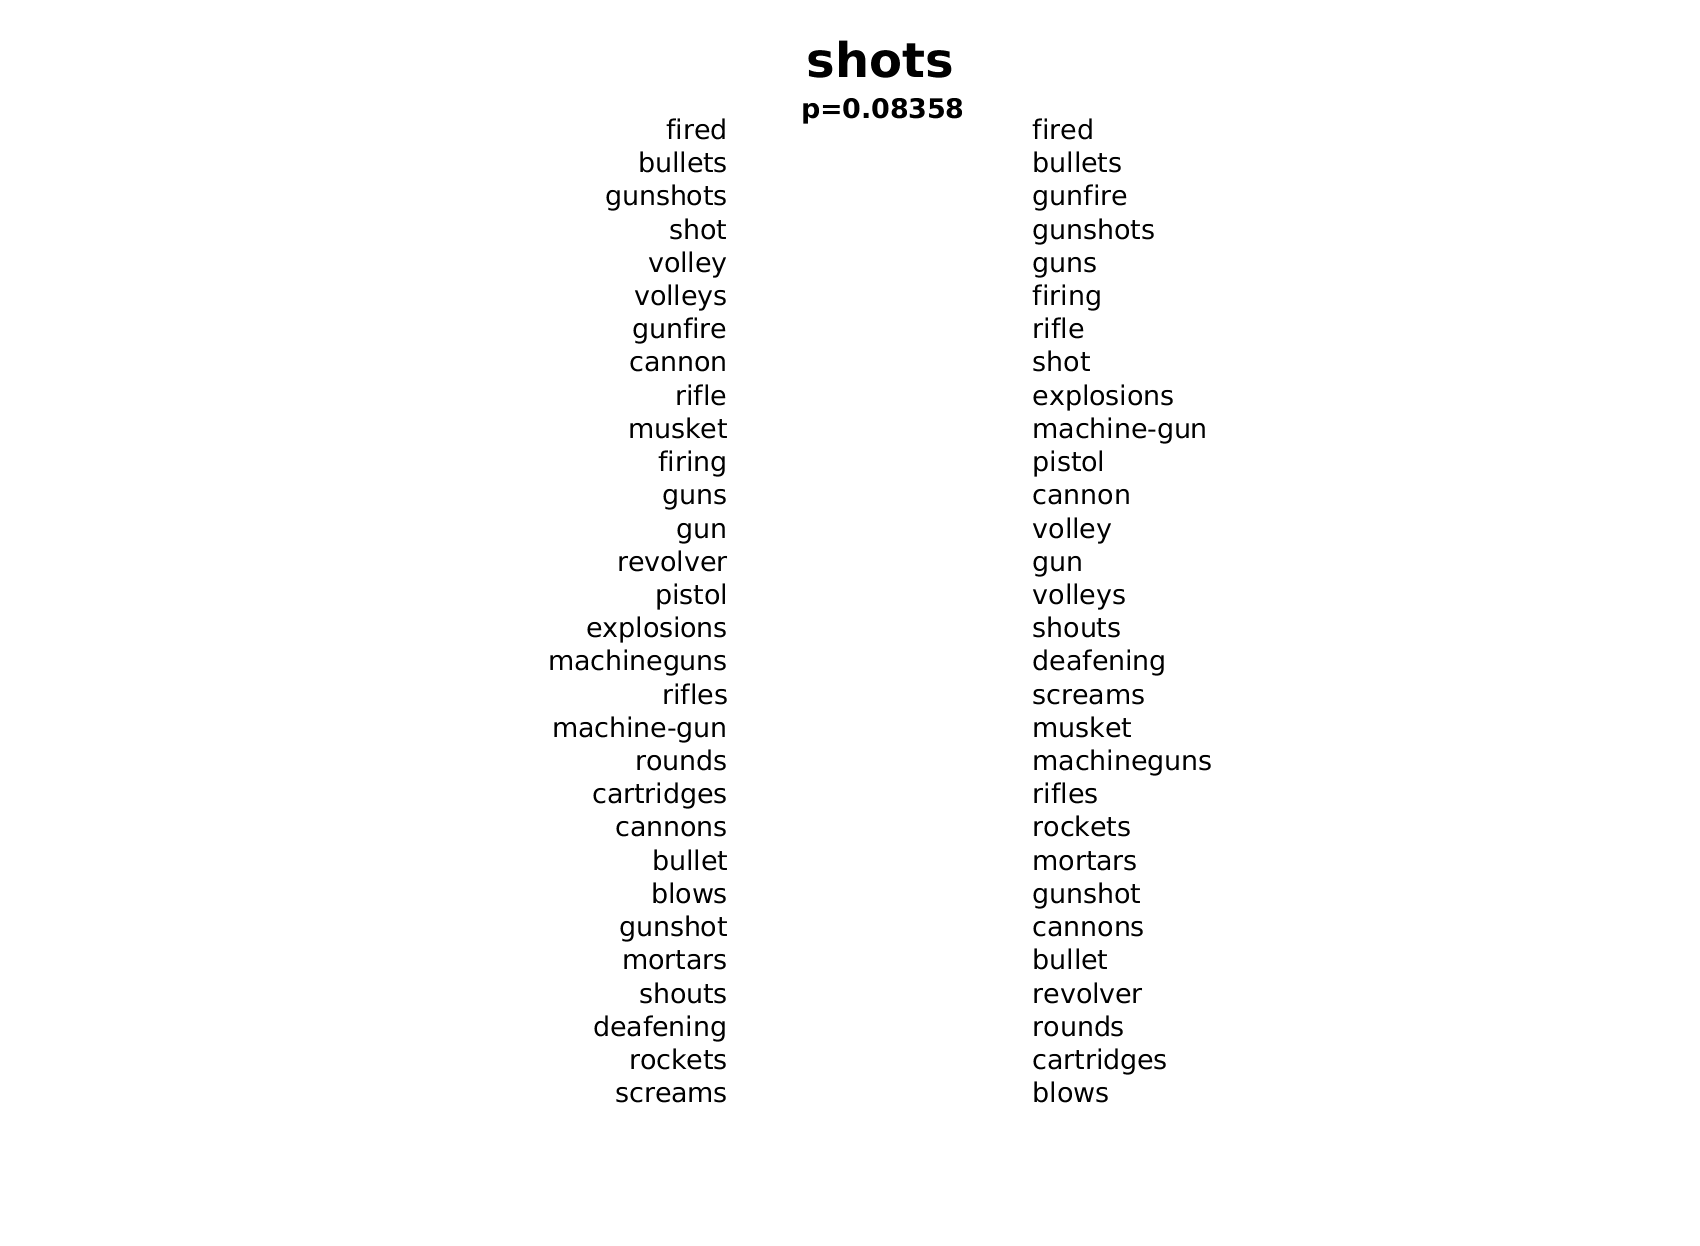 shots
p=0.08358
fired fired
bullets bullets
gunshots gunfire
shot gunshots
volley guns
volleys firing
gunfire rifle
cannon shot
rifle explosions
musket machine-gun
firing pistol
guns cannon
gun volley
revolver gun
pistol volleys
explosions shouts
machineguns deafening
rifles screams
machine-gun musket
rounds machineguns
cartridges rifles
cannons rockets
bullet mortars
blows gunshot
gunshot cannons
mortars bullet
shouts revolver
deafening rounds
rockets cartridges
screams blows